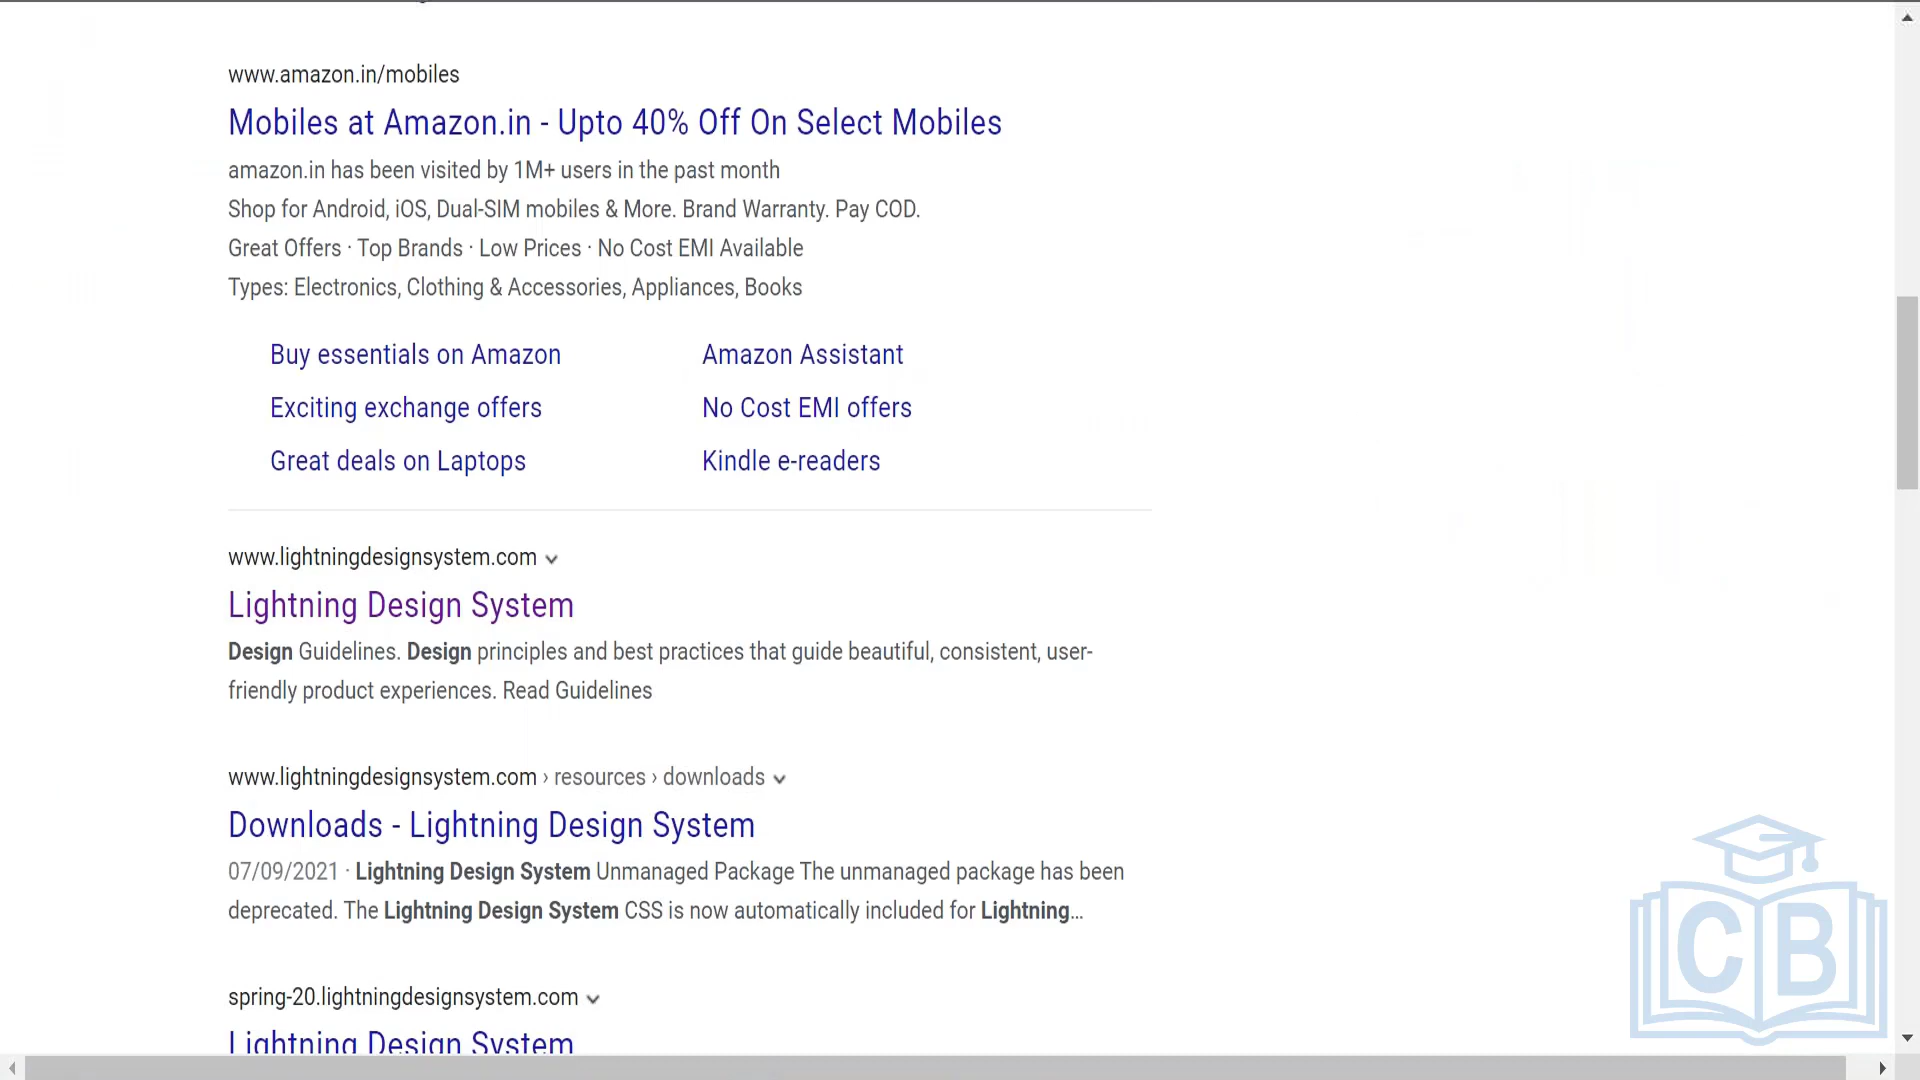 www.amazon.in/mobiles
Mobiles at Amazon.in - Upto 40% Off On Select Mobiles
amazon.in has been visited by 1M+ users in the past month
Shop for Android, iOS, Dual-SIM mobiles & More. Brand Warranty. Pay COD.
Great Offers · Top Brands · Low Prices · No Cost EMI Available
Types: Electronics, Clothing & Accessories, Appliances, Books
Buy essentials on Amazon
Amazon Assistant
Exciting exchange offers
No Cost EMI offers
Great deals on Laptops
Kindle e-readers
www.lightningdesignsystem.com
Lightning Design System
Design Guidelines. Design principles and best practices that guide beautiful, consistent, user-
friendly product experiences. Read Guidelines
www.lightningdesignsystem.com › resources › downloads
Downloads - Lightning Design System
07/09/2021 · Lightning Design System Unmanaged Package The unmanaged package has been
deprecated. The Lightning Design System CSS is now automatically included for Lightning...
spring-20.lightningdesignsystem.com
Lightning Design System
CB